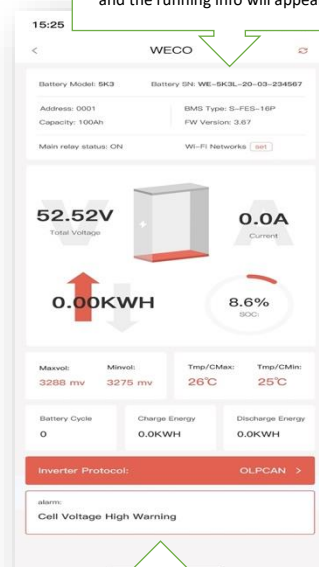 and the running info will appea
15:25
WECO
Battery Model: 5K3 Battery SN: WE-5K3L-20-03-234567
Address: 0001 BMS Type: S-FES-16P
Capacity: 100Ah FW Version: 3.67
Main relay status: ON Wi-Fi Networks set
52.52V 0.0A
Total Voltage Current
0.00KWH 8.6%
SOC:
Maxvol: Minvol: Tmp/CMax: Tmp/CMin:
3288 mv 3275 mv 26℃ 25℃
Battery Cycle Charge Energy Discharge Energy
0 0.0KWH 0.0KWH
Inverter Protocol: OLPCAN >
alarm:
Cell Voltage High Warning